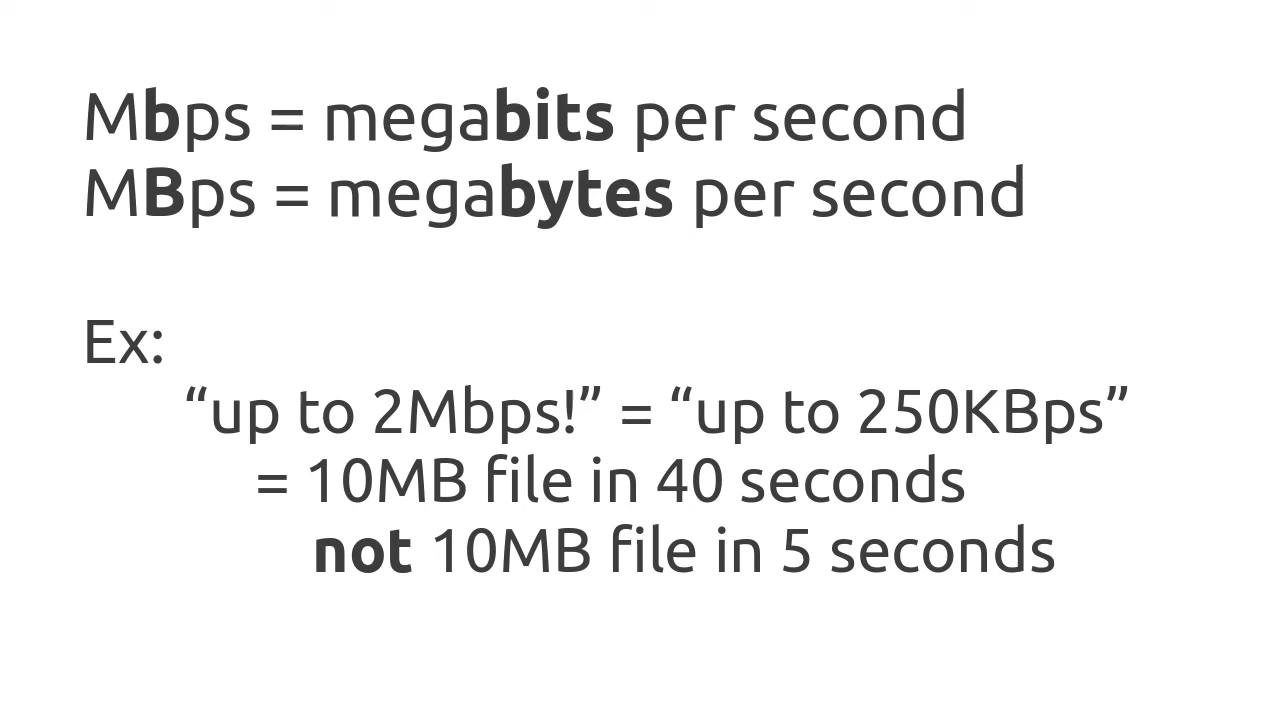 Mbps = megabits per second
MBps = megabytes per second
Ex:
“up to 2Mbps!” = “up to 250KBps”
= 10MB file in 40 seconds
not 10MB file in 5 seconds